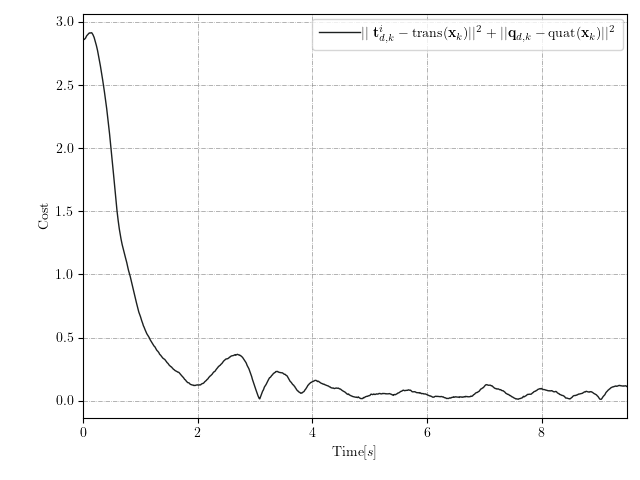 || t^i_{d,k} − trans(x_k)||² + ||q_{d,k} − quat(x_k)||²
3.0
2.5
2.0
1.5
1.0
0.5
0.0
Cost
0 2 4 6 8
Time[s]